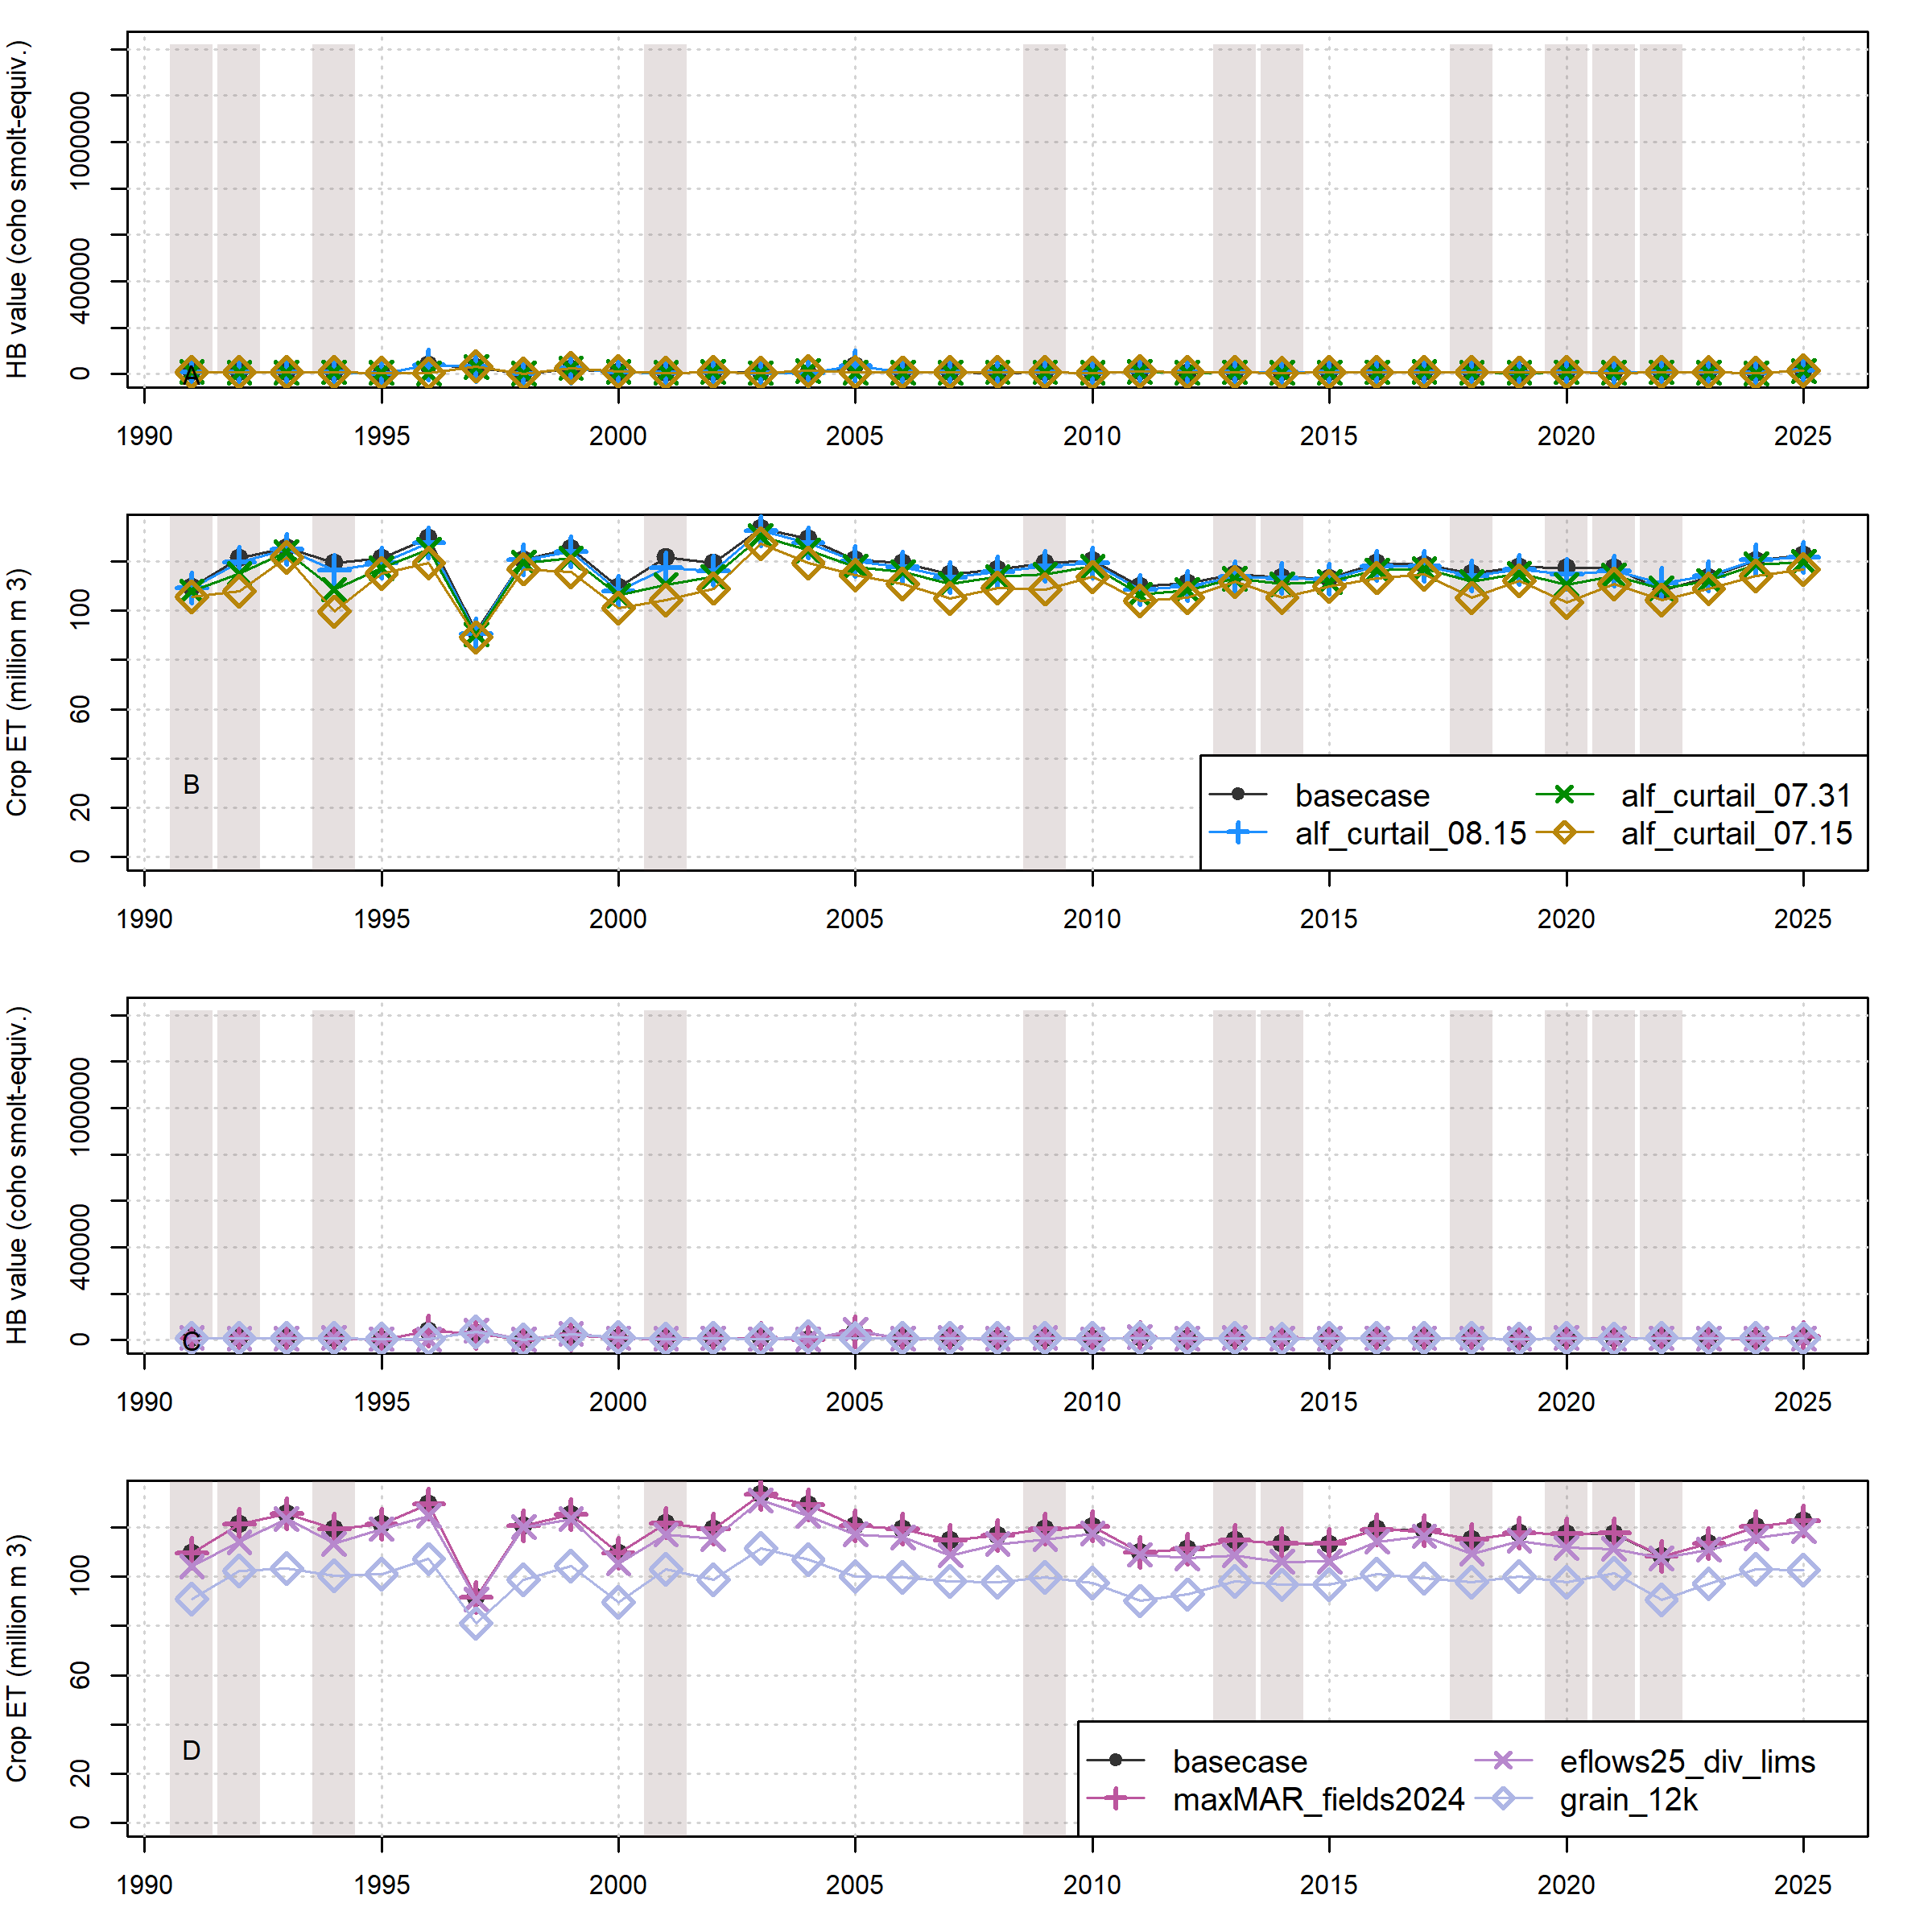 HB value (coho smolt-equiv.)
0 400000 1000000
A
1990 1995 2000 2005 2010 2015 2020 2025
Crop ET (million m 3)
0 20 60 100
B
basecase alf_curtail_07.31
alf_curtail_08.15 alf_curtail_07.15
1990 1995 2000 2005 2010 2015 2020 2025
HB value (coho smolt-equiv.)
0 400000 1000000
C
1990 1995 2000 2005 2010 2015 2020 2025
Crop ET (million m 3)
0 20 60 100
D
basecase eflows25_div_lims
maxMAR_fields2024 grain_12k
1990 1995 2000 2005 2010 2015 2020 2025